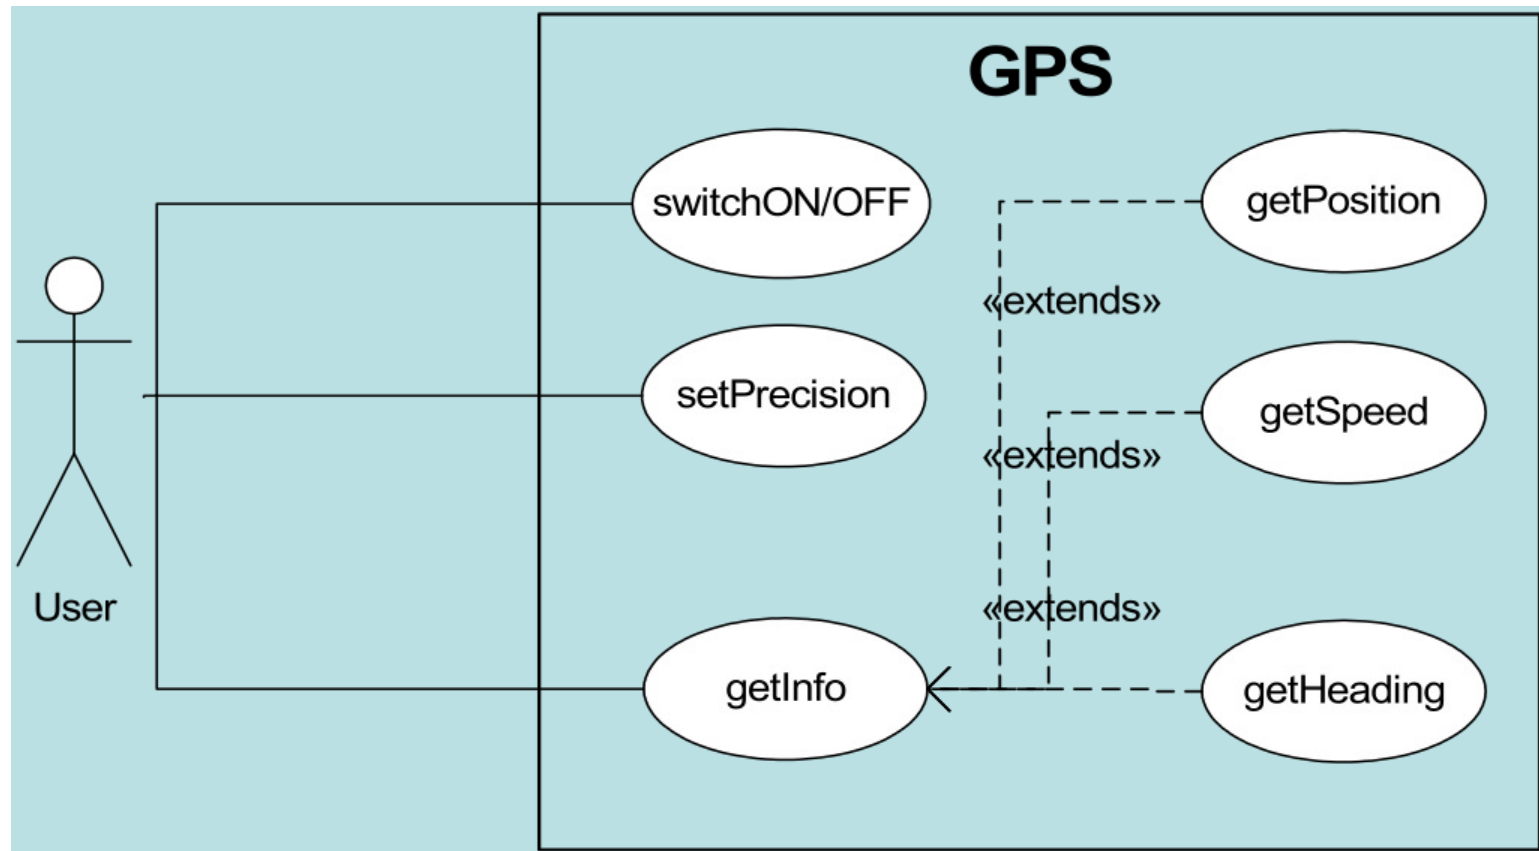 GPS
switchON/OFF
getPosition
«extends»
setPrecision
getSpeed
«extends»
User
«extends»
getInfo
getHeading